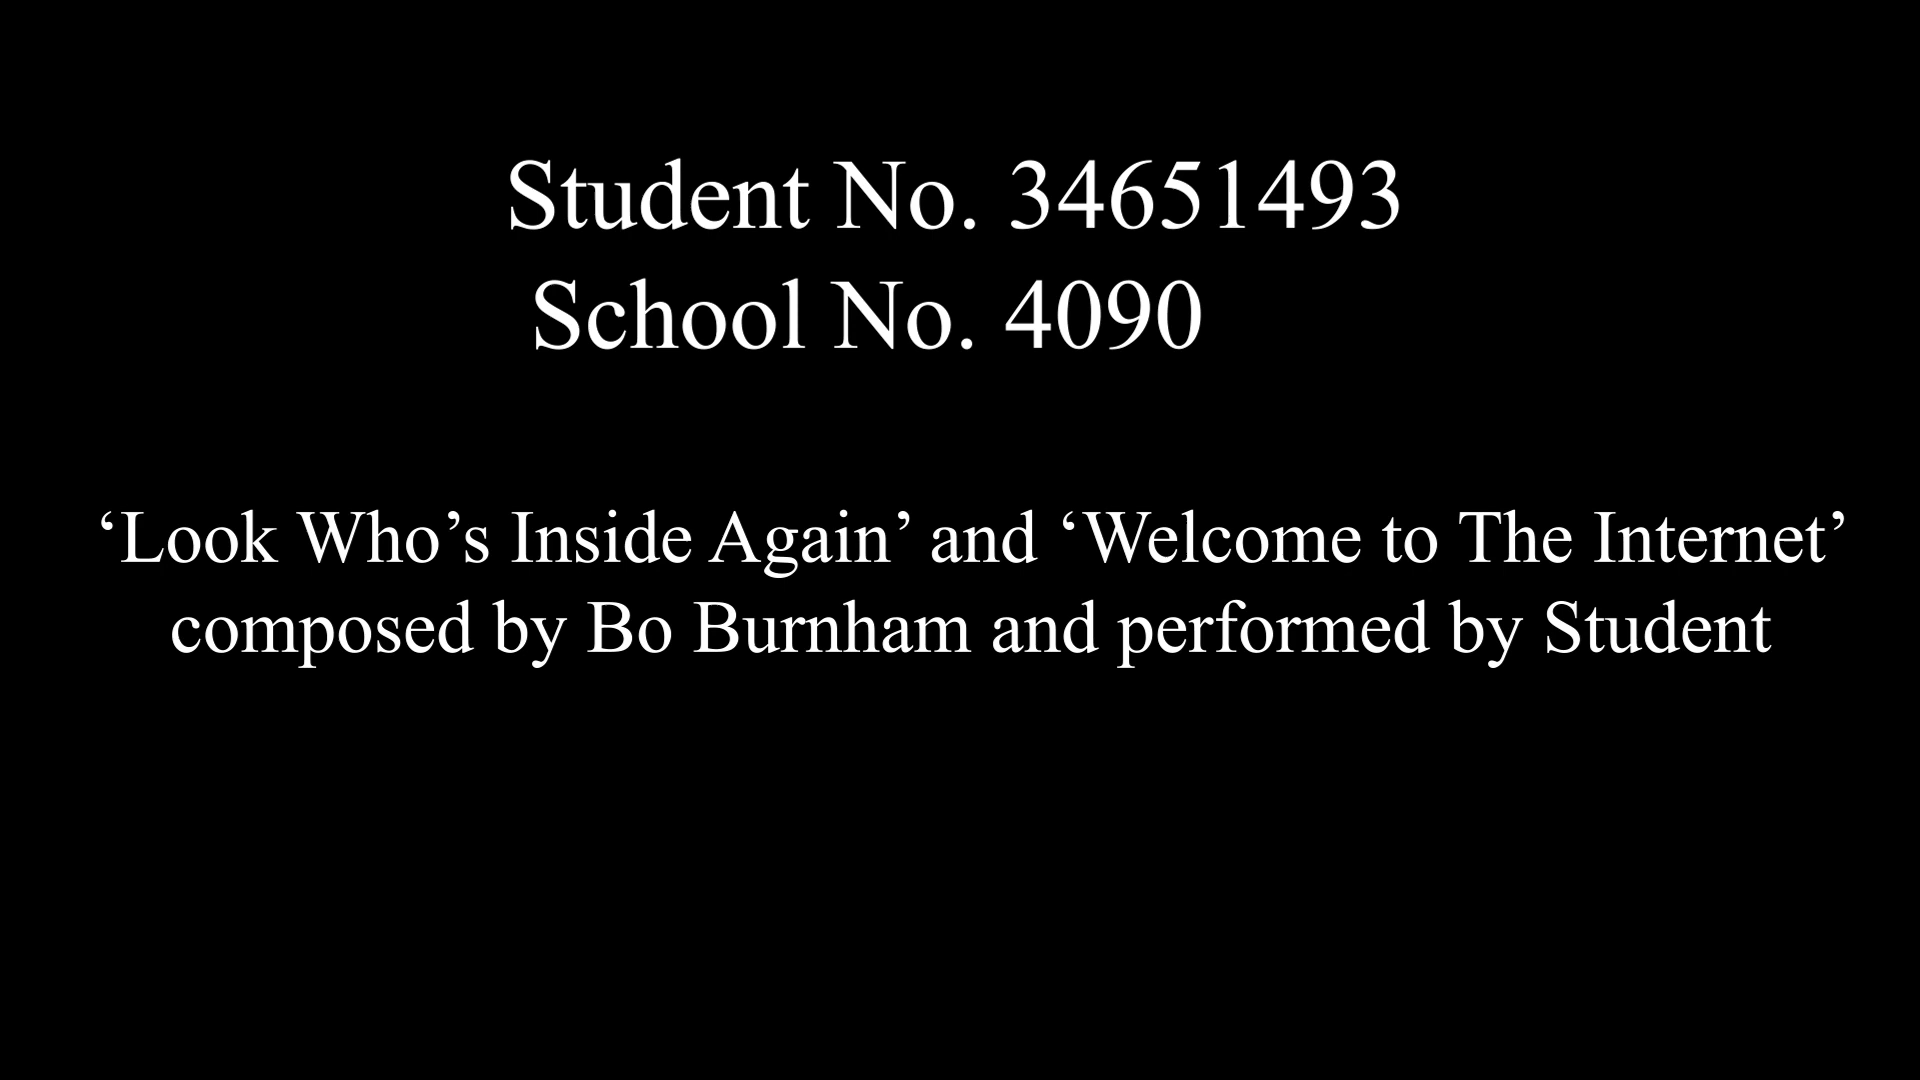 Student No. 34651493
School No. 4090
‘Look Who’s Inside Again’ and ‘Welcome to The Internet’
composed by Bo Burnham and performed by Student